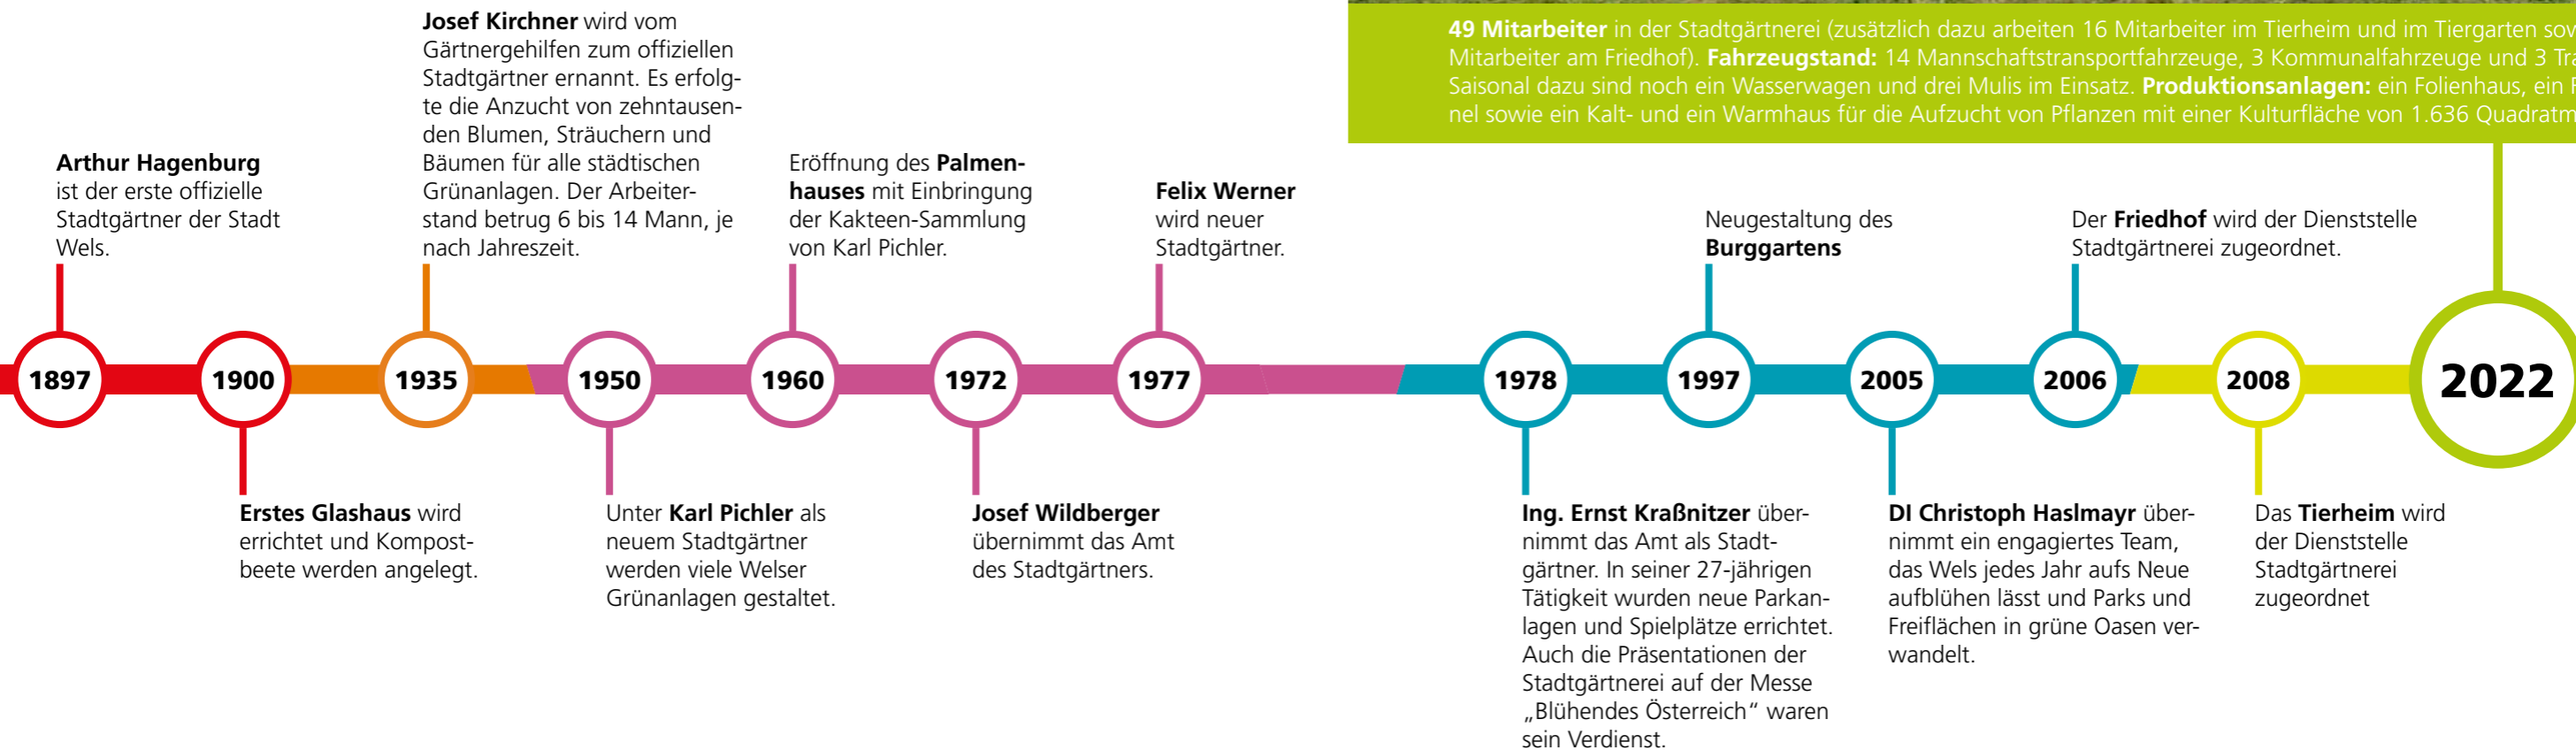 49 Mitarbeiter in der Stadtgärtnerei (zusätzlich dazu arbeiten 16 Mitarbeiter im Tierheim und im Tiergarten
Mitarbeiter am Friedhof). Fahrzeugstand: 14 Mannschaftstransportfahrzeuge, 3 Kommunalfahrzeuge und 3
Saisonal dazu sind noch ein Wasserwagen und drei Mulis im Einsatz. Produktionsanlagen: ein Folienhaus, ein
nel sowie ein Kalt- und ein Warmhaus für die Aufzucht von Pflanzen mit einer Kulturfläche von 1.636
Arthur Hagenburg
ist der erste offizielle
Stadtgärtner der Stadt
Wels.
Josef Kirchner wird vom
Gärtnergehilfen zum offiziellen
Stadtgärtner ernannt. Es erfolg-
te die Anzucht von zehntausen-
den Blumen, Sträuchern und
Bäumen für alle städtischen
Grünanlagen. Der Arbeiter-
stand betrug 6 bis 14 Mann, je
nach Jahreszeit.
Eröffnung des Palmen-
hauses mit Einbringung
der Kakteen-Sammlung
von Karl Pichler.
Felix Werner
wird neuer
Stadtgärtner.
Neugestaltung des
Burggartens
Der Friedhof wird der Dienststelle
Stadtgärtnerei zugeordnet.
1897 1900 1935 1950 1960 1972 1977 1978 1997 2005 2006 2008 2022
Erstes Glashaus wird
errichtet und Kompost-
beete werden angelegt.
Unter Karl Pichler als
neuem Stadtgärtner
werden viele Welser
Grünanlagen gestaltet.
Josef Wildberger
übernimmt das Amt
des Stadtgärtners.
Ing. Ernst Kraßnitzer über-
nimmt das Amt als Stadt-
gärtner. In seiner 27-jährigen
Tätigkeit wurden neue Parkan-
lagen und Spielplätze errichtet.
Auch die Präsentationen der
Stadtgärtnerei auf der Messe
„Blühendes Österreich“ waren
sein Verdienst.
DI Christoph Haslmayr über-
nimmt ein engagiertes Team,
das Wels jedes Jahr aufs Neue
aufblühen lässt und Parks und
Freiflächen in grüne Oasen ver-
wandelt.
Das Tierheim wird
der Dienststelle
Stadtgärtnerei
zugeordnet